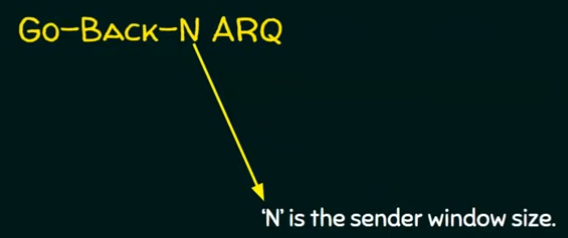 Go-Back-N ARQ
'N' is the sender window size.